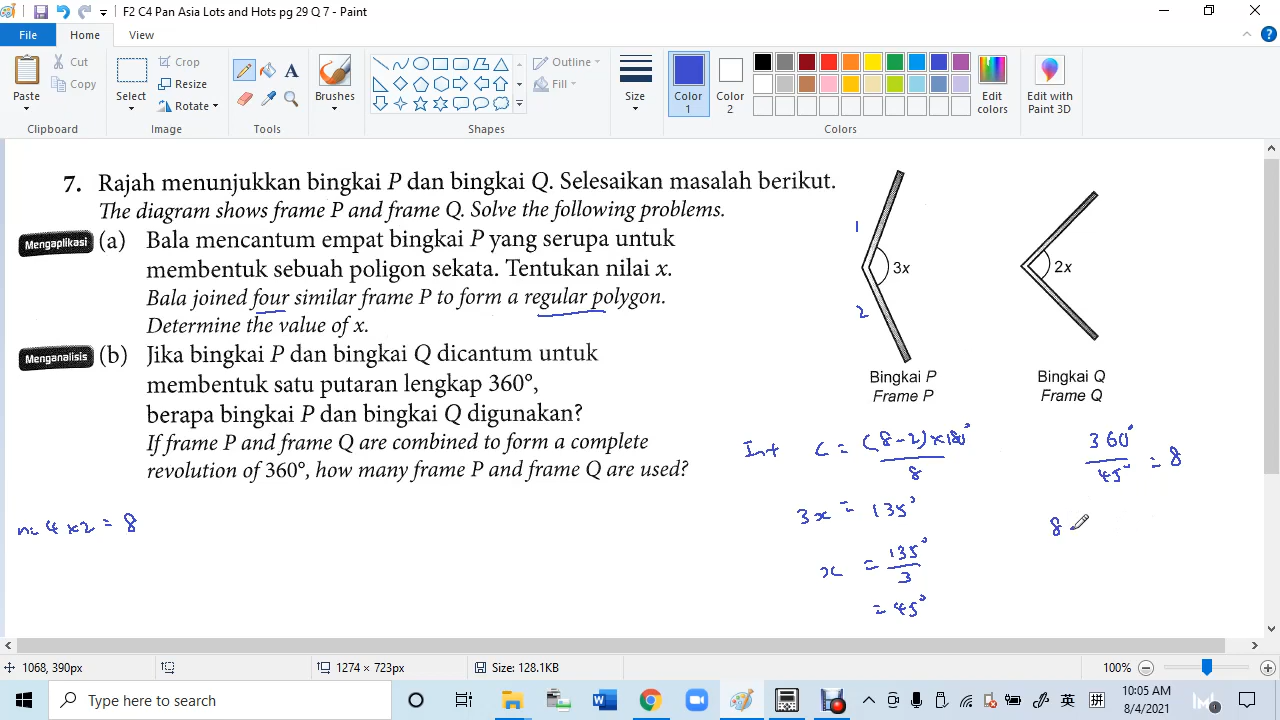 F2 C4 Pan Asia Lots and Hots pg 29 Q 7 - Paint
File Home View
Paste Cut Copy Clipboard
Select Crop Resize Rotate Image
Tools
Brushes
Outline Fill Shapes
Size
Color 1
Color 2
Edit colors
Colors
Edit with Paint 3D
7. Rajah menunjukkan bingkai P dan bingkai Q. Selesaikan masalah berikut.
The diagram shows frame P and frame Q. Solve the following problems.
Mengaplikasi (a) Bala mencantum empat bingkai P yang serupa untuk
membentuk sebuah poligon sekata. Tentukan nilai x.
Bala joined four similar frame P to form a regular polygon.
Determine the value of x.
Menganalisis (b) Jika bingkai P dan bingkai Q dicantum untuk
membentuk satu putaran lengkap 360°,
berapa bingkai P dan bingkai Q digunakan?
If frame P and frame Q are combined to form a complete
revolution of 360°, how many frame P and frame Q are used?
1
3x
2
Bingkai P
Frame P
2x
Bingkai Q
Frame Q
n = 4 × 2 = 8
Int ∠ = (8 – 2) × 180°
8
3x = 135°
x = 135°
3
= 45°
360°
45° = 8
8
1068, 390px
1274 × 723px
Size: 128.1KB
100%
Type here to search
英
拼
10:05 AM
8/4/2021